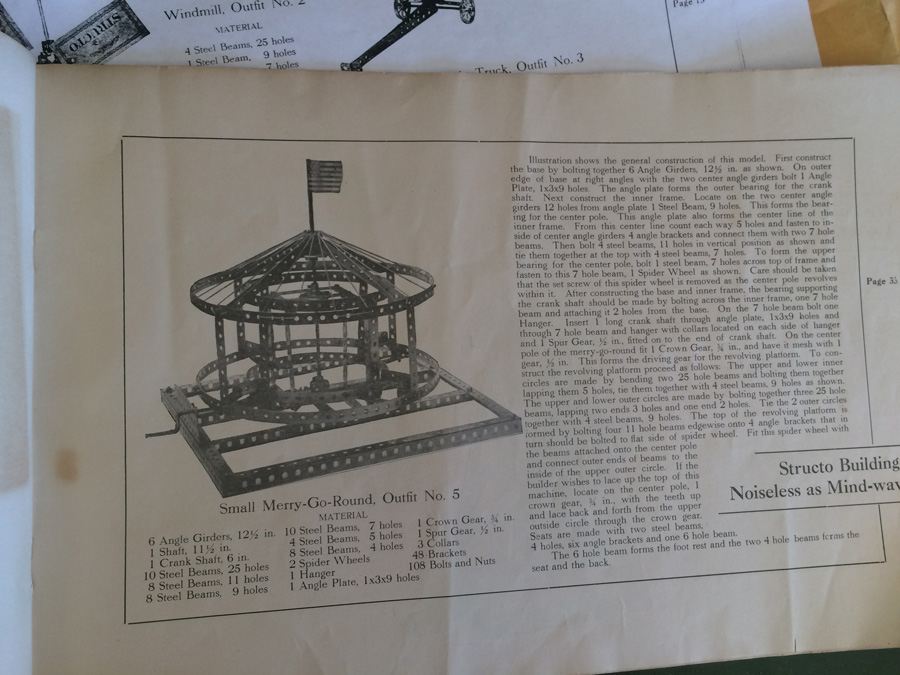 STRUCTO
Windmill, Outfit No. 2
MATERIAL
4 Steel Beams, 25 holes
1 Steel Beam, 9 holes
7 holes
Truck, Outfit No. 3
Illustration shows the general construction of this model. First construct
the base by bolting together 6 Angle Girders, 12½ in. as shown. On outer
edge of base at right angles with the two center angle girders bolt 1 Angle
Plate, 1x3x9 holes. The angle plate forms the outer bearing for the crank
shaft. Next construct the inner frame. Locate on the two center angle
girders 12 holes from angle plate 1 Steel Beam, 9 holes. This forms the bear-
ing for the center pole. This angle plate also forms the center line of the
inner frame. From this center line count each way 5 holes and fasten to in-
side of center angle girders 4 angle brackets and connect them with two 7 hole
beams. Then bolt 4 steel beams, 11 holes in vertical position as shown and
tie them together at the top with 4 steel beams, 7 holes. To form the upper
bearing for the center pole, bolt 1 steel beam, 7 holes across top of frame and
fasten to this 7 hole beam, 1 Spider Wheel as shown. Care should be taken
that the set screw of this spider wheel is removed as the center pole revolves
within it. After constructing the base and inner frame, the bearing supporting
the crank shaft should be made by bolting across the inner frame, one 7 hole
beam and attaching it 2 holes from the base. On the 7 hole beam bolt one
Hanger. Insert 1 long crank shaft through angle plate, 1x3x9 holes and
through 7 hole beam and hanger with collars located on each side of hanger
and 1 Spur Gear, ½ in., fitted on to the end of crank shaft. On the center
pole of the merry-go-round fit 1 Crown Gear, ¾ in., and have it mesh with 1
gear, ½ in. This forms the driving gear for the revolving platform. To con-
struct the revolving platform proceed as follows: The upper and lower inner
circles are made by bending two 25 hole beams and bolting them together
lapping them 5 holes, tie them together with 4 steel beams, 9 holes as shown.
The upper and lower outer circles are made by bolting together three 25 hole
beams, lapping two ends 3 holes and one end 2 holes. Tie the 2 outer circles
together with 4 steel beams, 9 holes. The top of the revolving platform is
formed by bolting four 11 hole beams edgewise onto 4 angle brackets that in
turn should be bolted to flat side of spider wheel. Fit this spider wheel with
the beams attached onto the center pole
and connect outer ends of beams to the
inside of the upper outer circle. If the
builder wishes to lace up the top of this
machine, locate on the center pole, 1
crown gear, ¾ in., with the teeth up
and lace back and forth from the upper
outside circle through the crown gear.
Seats are made with two steel beams,
4 holes, six angle brackets and one 6 hole beam.
The 6 hole beam forms the foot rest and the two 4 hole beams forms the
seat and the back.
Small Merry-Go-Round, Outfit No. 5
MATERIAL
6 Angle Girders, 12½ in.
1 Shaft, 11½ in.
1 Crank Shaft, 6 in.
10 Steel Beams, 25 holes
8 Steel Beams, 11 holes
8 Steel Beams, 9 holes
10 Steel Beams, 7 holes
4 Steel Beams, 5 holes
8 Steel Beams, 4 holes
2 Spider Wheels
1 Hanger
1 Angle Plate, 1x3x9 holes
1 Crown Gear, ¾ in.
1 Spur Gear, ½ in.
3 Collars
48 Brackets
108 Bolts and Nuts
Structo Building
Noiseless as Mind-wav